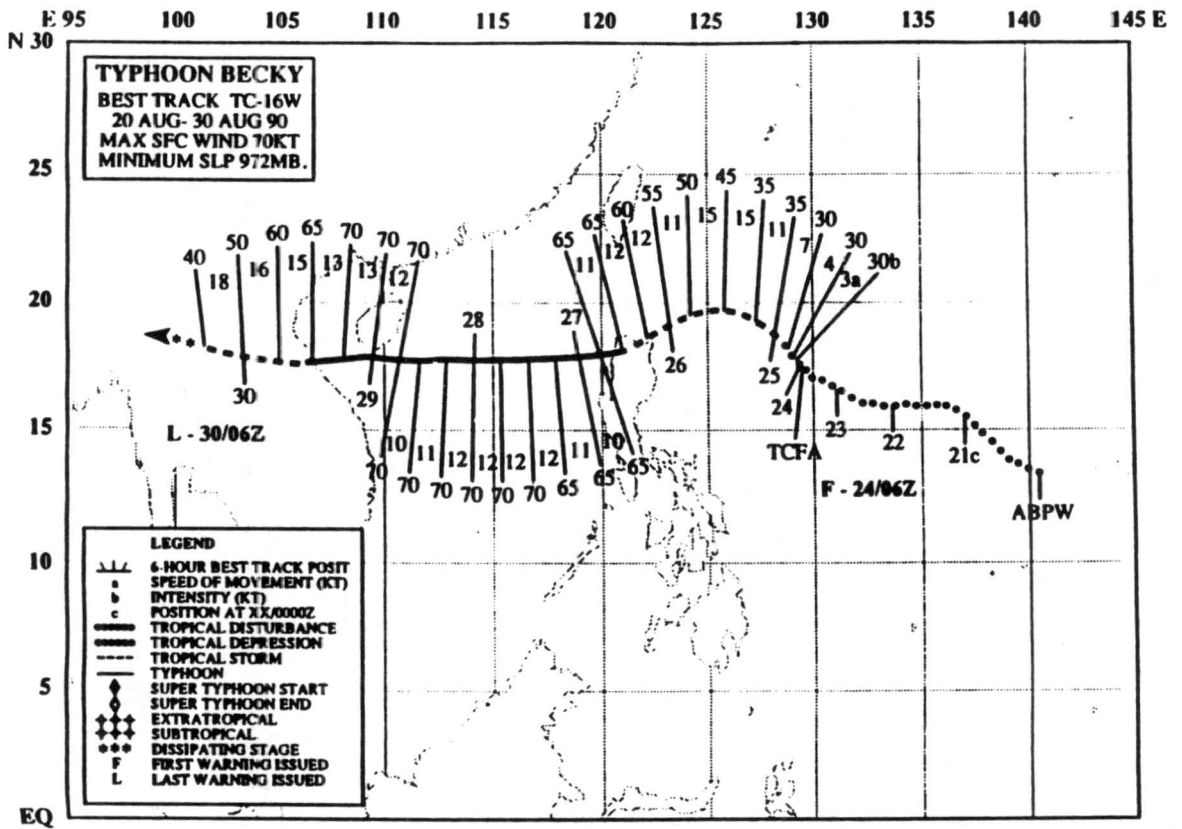 E 95 100 105 110 115 120 125 130 135 140 145 E
N 30
TYPHOON BECKY
BEST TRACK TC-16W
20 AUG- 30 AUG 90
MAX SFC WIND 70KT
MINIMUM SLP 972MB.
25
20
15
10
5
EQ
40 50 60 65 70 70 70
18 16 15 13 13 12
65 65 60 55 50 45 35 35 30 30 30b
11 12 12 11 15 15 11 7 4 3a
30 29 28 27 26 25 24 23 22 21c
70 70 70 70 70 70 65 65 65
10 11 12 12 12 12 11 10
L - 30/06Z
TCFA
F - 24/06Z
ABPW
LEGEND
6-HOUR BEST TRACK POSIT
a SPEED OF MOVEMENT (KT)
b INTENSITY (KT)
c POSITION AT XX/0000Z
TROPICAL DISTURBANCE
TROPICAL DEPRESSION
TROPICAL STORM
TYPHOON
SUPER TYPHOON START
SUPER TYPHOON END
EXTRATROPICAL
SUBTROPICAL
DISSIPATING STAGE
F FIRST WARNING ISSUED
L LAST WARNING ISSUED